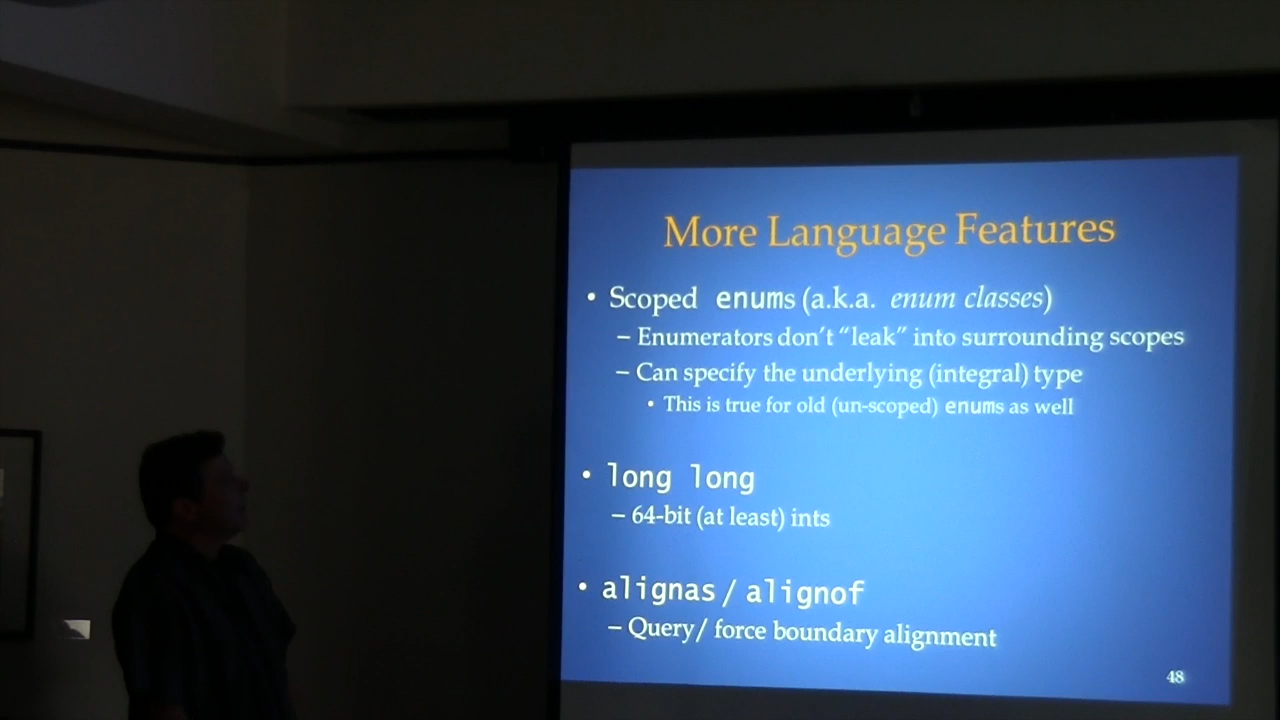 More Language Features
• Scoped enums (a.k.a. enum classes)
– Enumerators don't “leak” into surrounding scopes
– Can specify the underlying (integral) type
• This is true for old (un-scoped) enums as well
• long long
– 64-bit (at least) ints
• alignas / alignof
– Query/ force boundary alignment
48